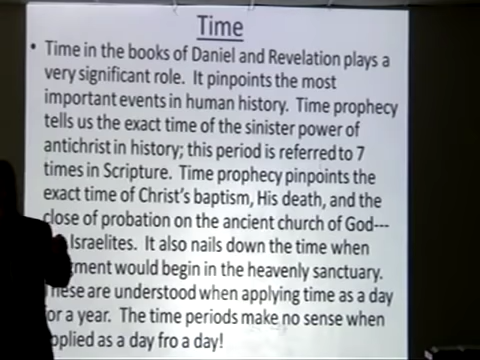 Time
• Time in the books of Daniel and Revelation plays a
very significant role. It pinpoints the most
important events in human history. Time prophecy
tells us the exact time of the sinister power of
antichrist in history; this period is referred to 7
times in Scripture. Time prophecy pinpoints the
exact time of Christ's baptism, His death, and the
close of probation on the ancient church of God---
Israelites. It also nails down the time when
would begin in the heavenly sanctuary.
These are understood when applying time as a day
for a year. The time periods make no sense when
applied as a day fro a day!